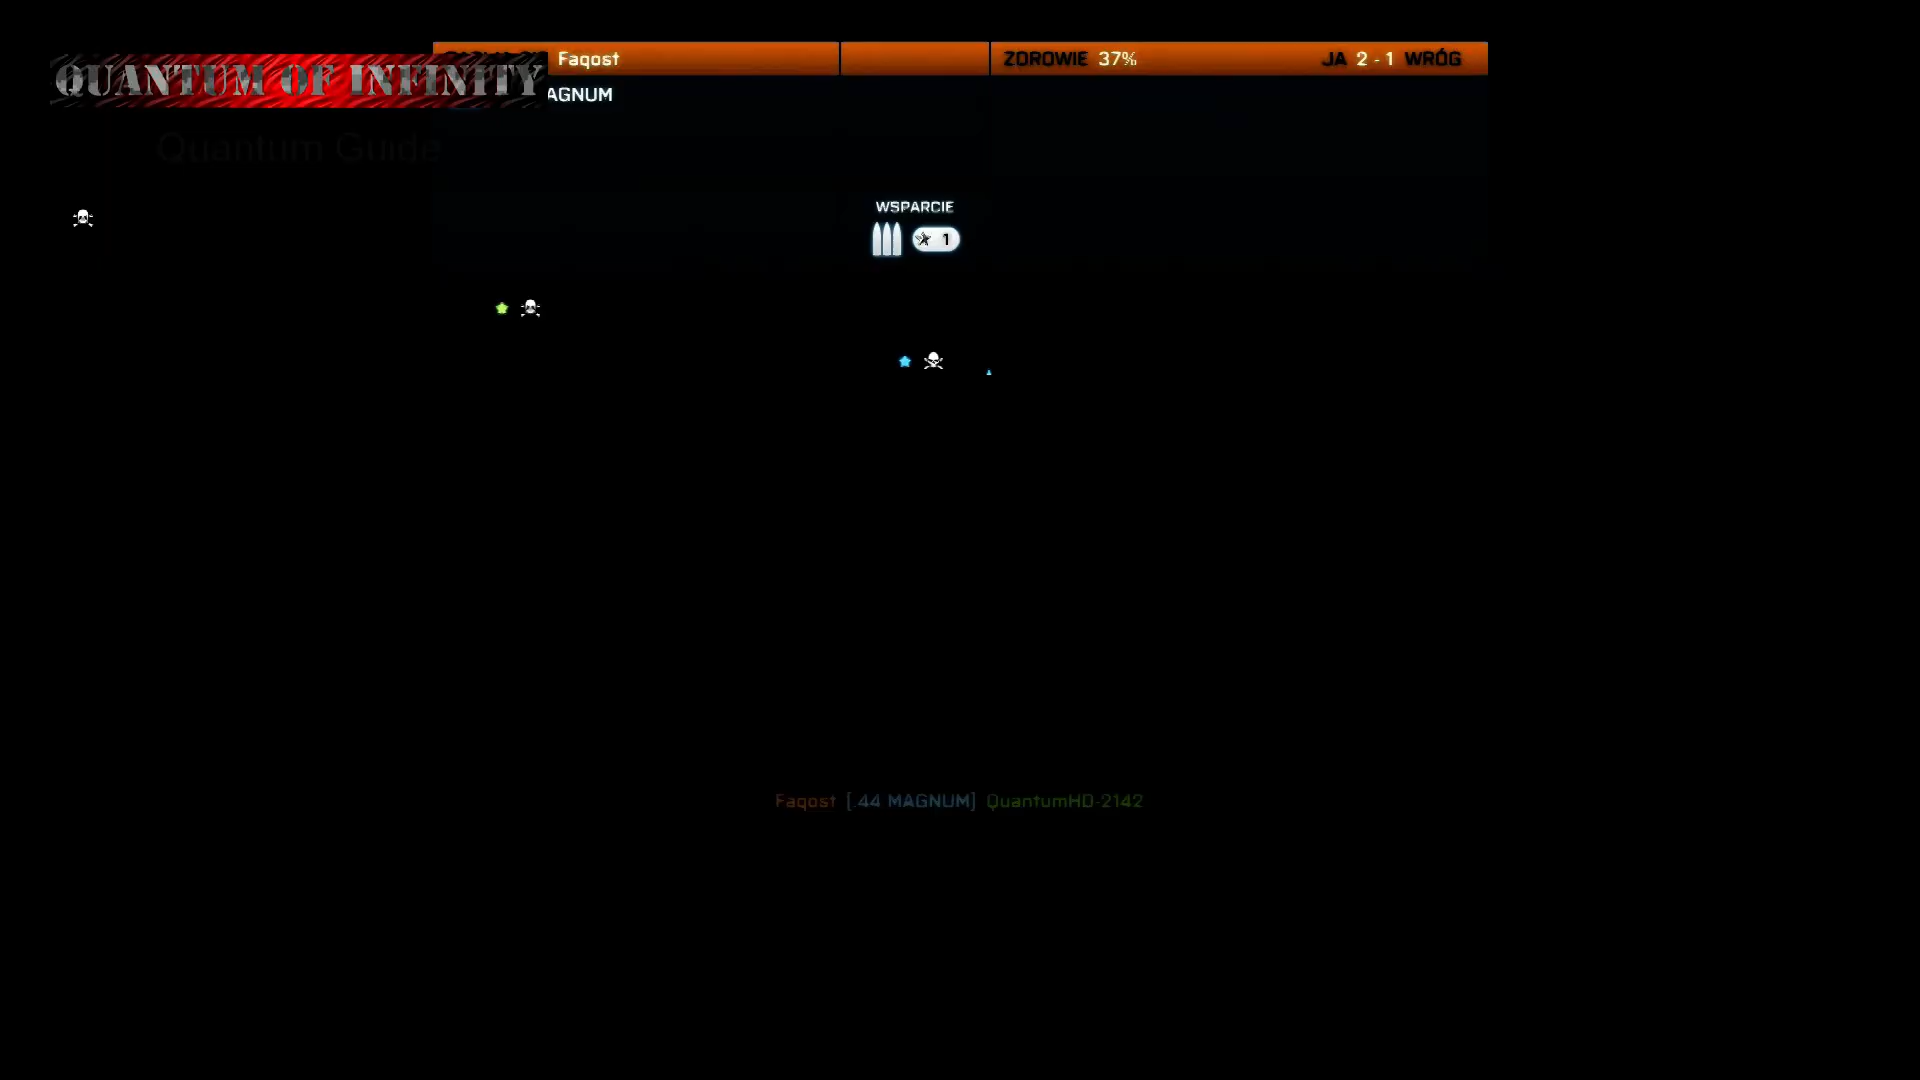 Faqost ZDROWIE 37% JA 2 - 1 WRÓG
QUANTUM OF INFINITY
AGNUM
Quantum Guide
WSPARCIE
1
Faqost [.44 MAGNUM] QuantumHD-2142